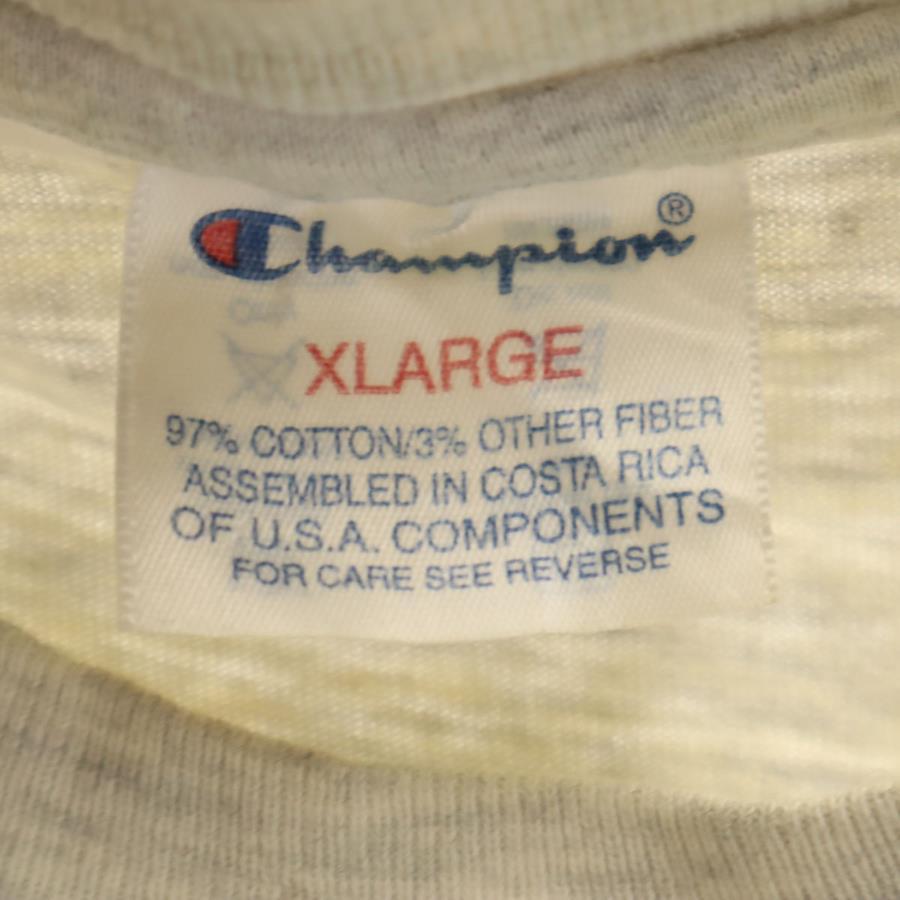 Champion®
XLARGE
97% COTTON/3% OTHER FIBER
ASSEMBLED IN COSTA RICA
OF U.S.A. COMPONENTS
FOR CARE SEE REVERSE